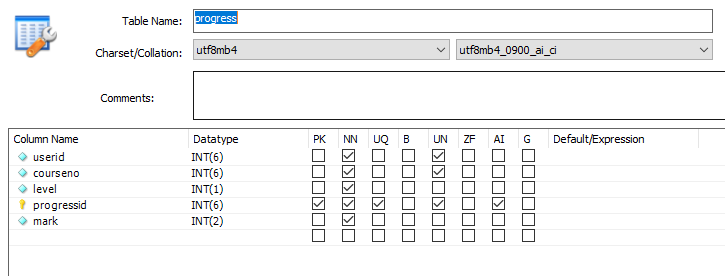 Table Name: progress
Charset/Collation: utf8mb4 utf8mb4_0900_ai_ci
Comments:
Column Name Datatype PK NN UQ B UN ZF AI G Default/Expression
userid INT(6)
courseno INT(6)
level INT(1)
progressid INT(6)
mark INT(2)